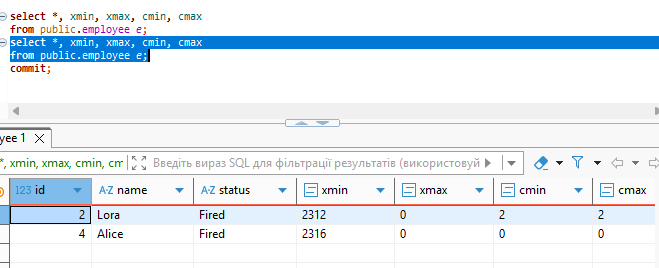 select *, xmin, xmax, cmin, cmax
from public.employee e;
select *, xmin, xmax, cmin, cmax
from public.employee e;
commit;
yee 1
*, xmin, xmax, cmin, cm Введіть вираз SQL для фільтрації результатів (використовуй
123 id A-Z name A-Z status xmin xmax cmin cmax
2 Lora Fired 2312 0 2 2
4 Alice Fired 2316 0 0 0